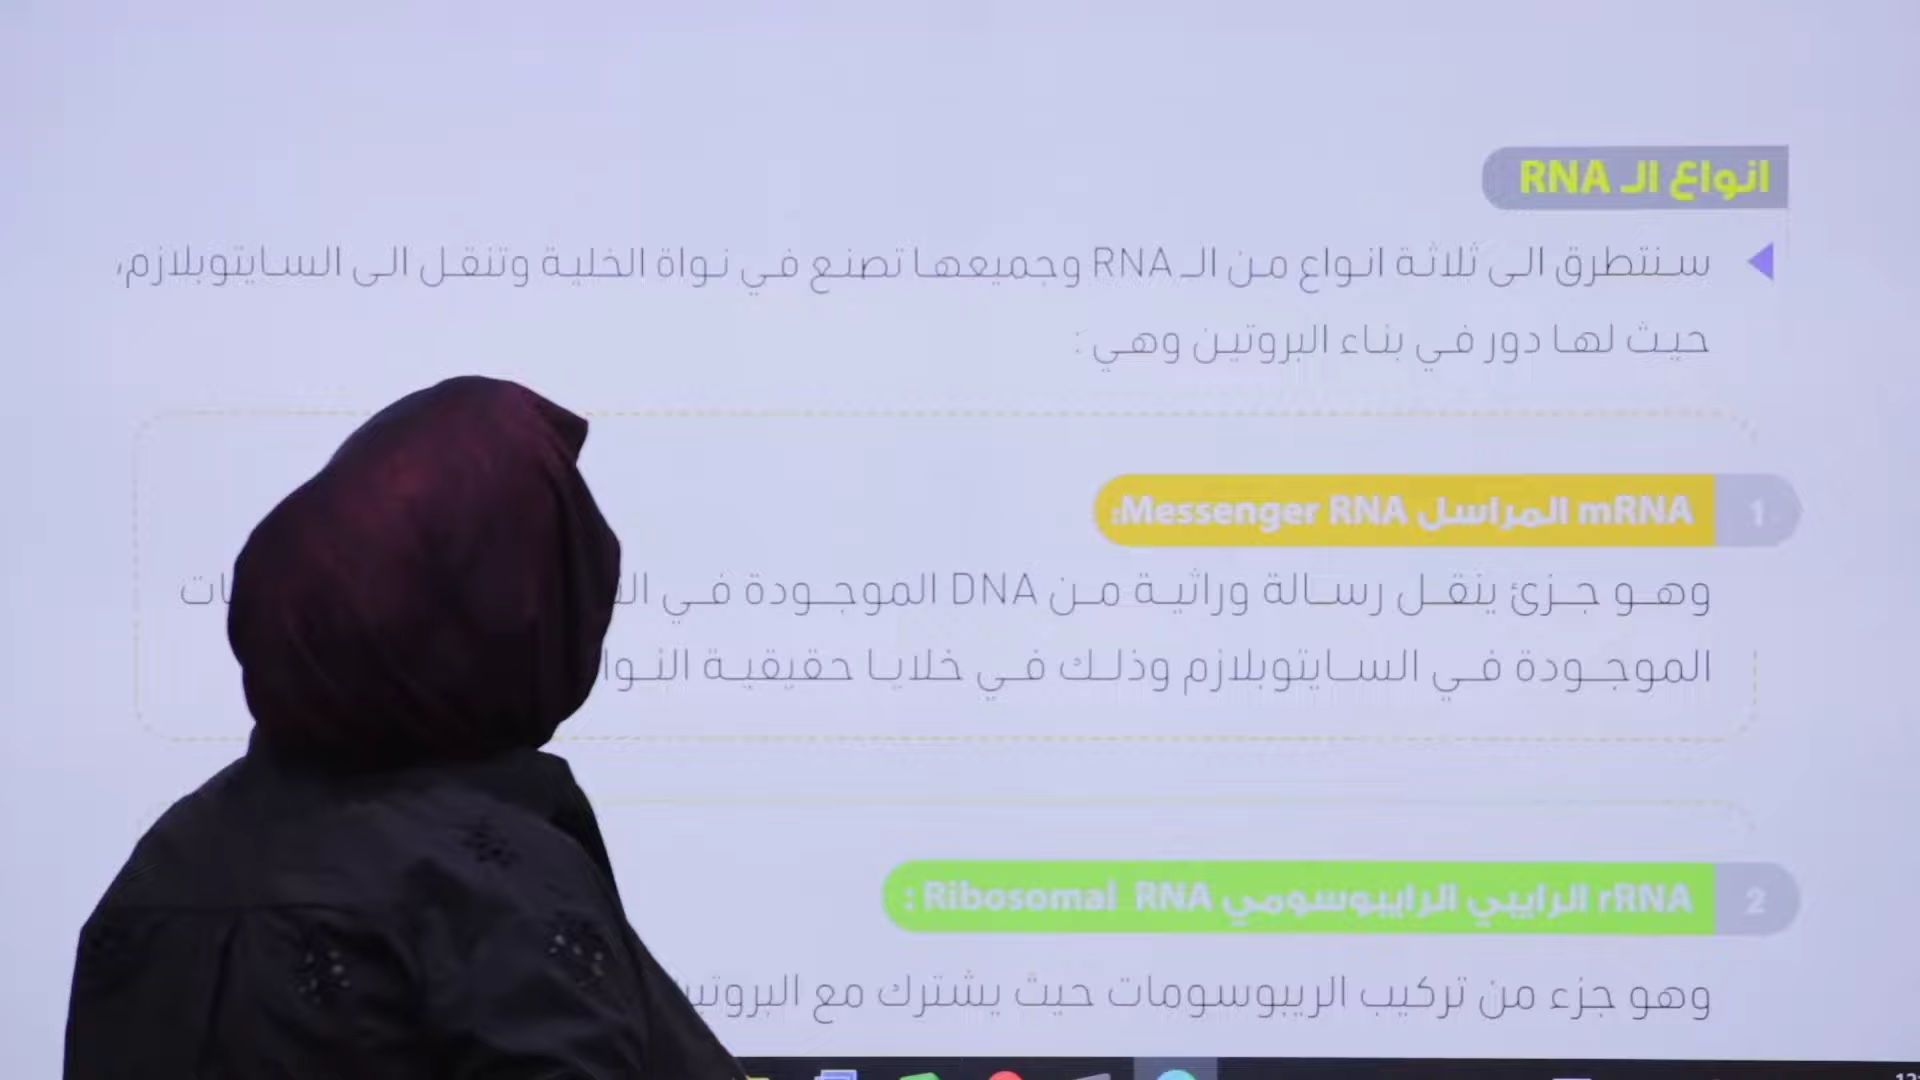 انواع الـ RNA
سنتطرق الى ثلاثة انواع من الـ RNA وجميعها تصنع في نواة الخلية وتنقل الى السايتوبلازم،
حيث لها دور في بناء البروتين وهي :
1 mRNA المراسل Messenger RNA:
وهو جزئ ينقل رسالة وراثية من DNA الموجودة في
الموجودة في السايتوبلازم وذلك في خلايا حقيقية
2 rRNA الرايبي الرايبوسومي Ribosomal RNA :
وهو جزء من تركيب الريبوسومات حيث يشترك مع